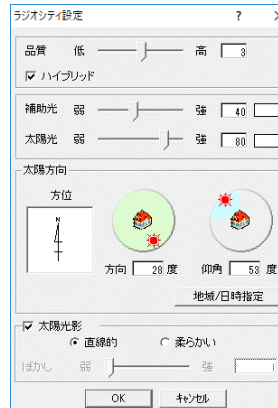 ラジオシティ設定 ?
品質 低 高 3
ハイブリッド
補助光 弱 強 40
太陽光 弱 強 80
太陽方向
方位
N
方向 28 度 仰角 53 度
地域/日時指定
太陽光影
直線的 柔らかい
ぼかし 弱 強
OK キャンセル